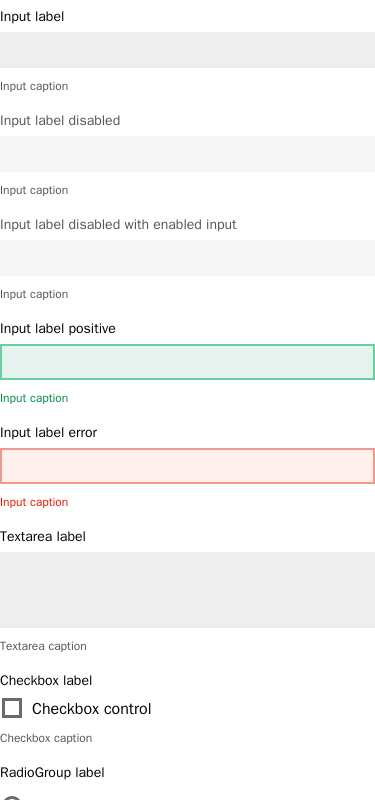 Input label
Input caption
Input label disabled
Input caption
Input label disabled with enabled input
Input caption
Input label positive
Input caption
Input label error
Input caption
Textarea label
Textarea caption
Checkbox label
Checkbox control
Checkbox caption
RadioGroup label